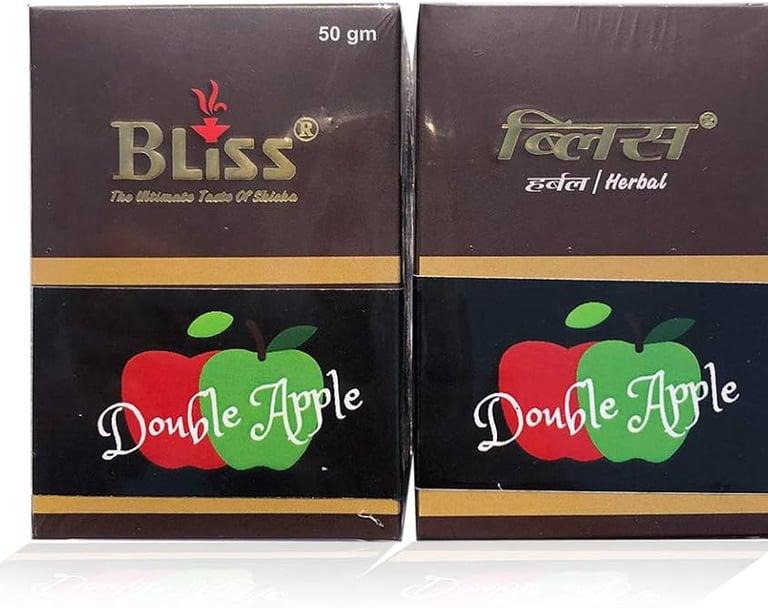 50 gm
BLiSS®
The Ultimate Taste Of Shisha
Double Apple
ब्लिस®
हर्बल | Herbal
Double Apple